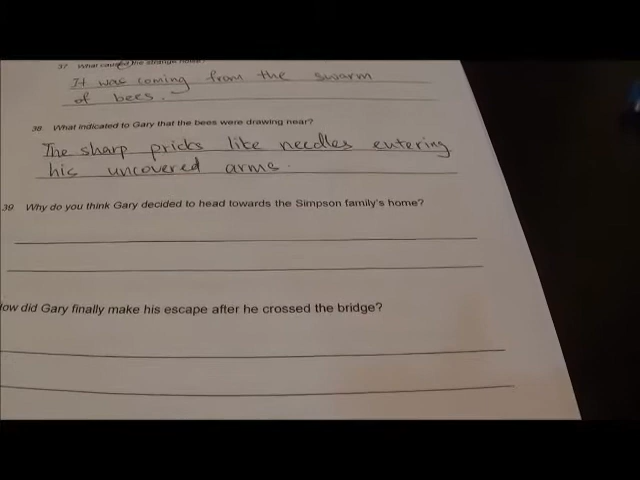 37 What caused the strange noise?
It was coming from the swarm
of bees.
38 What indicated to Gary that the bees were drawing near?
The sharp pricks like needles entering
his uncovered arms.
39 Why do you think Gary decided to head towards the Simpson family's home?
How did Gary finally make his escape after he crossed the bridge?